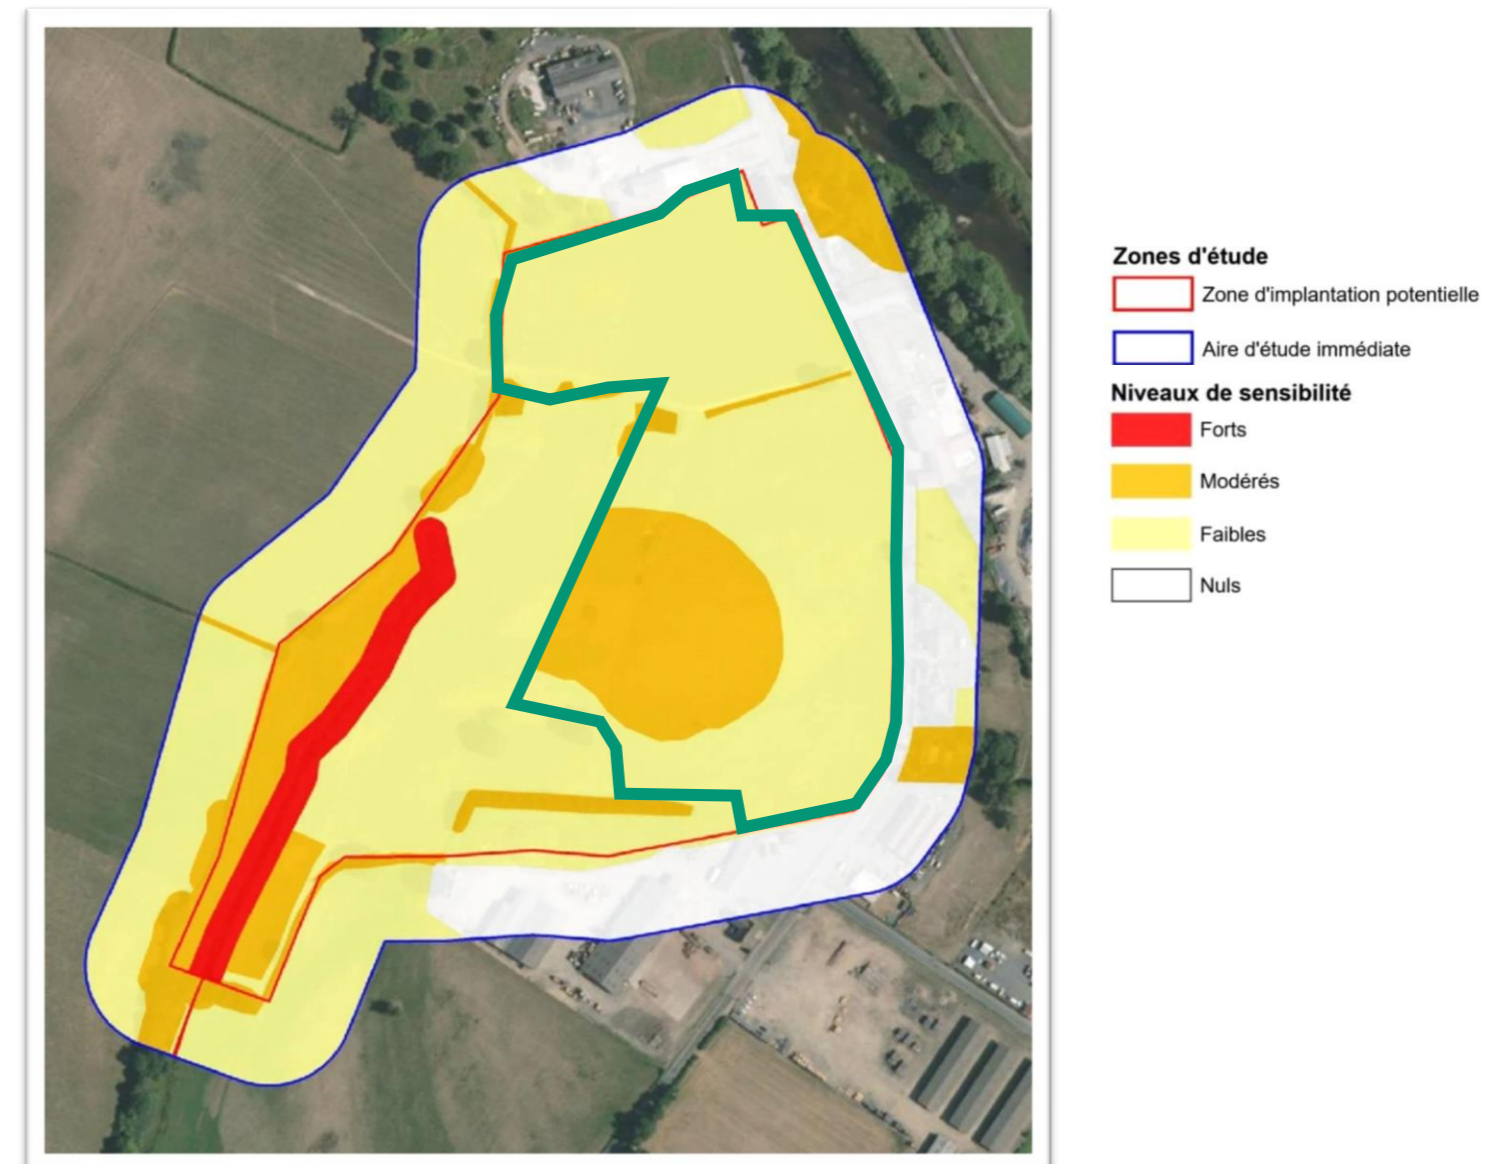 Zones d'étude
Zone d'implantation potentielle
Aire d'étude immédiate
Niveaux de sensibilité
Forts
Modérés
Faibles
Nuls